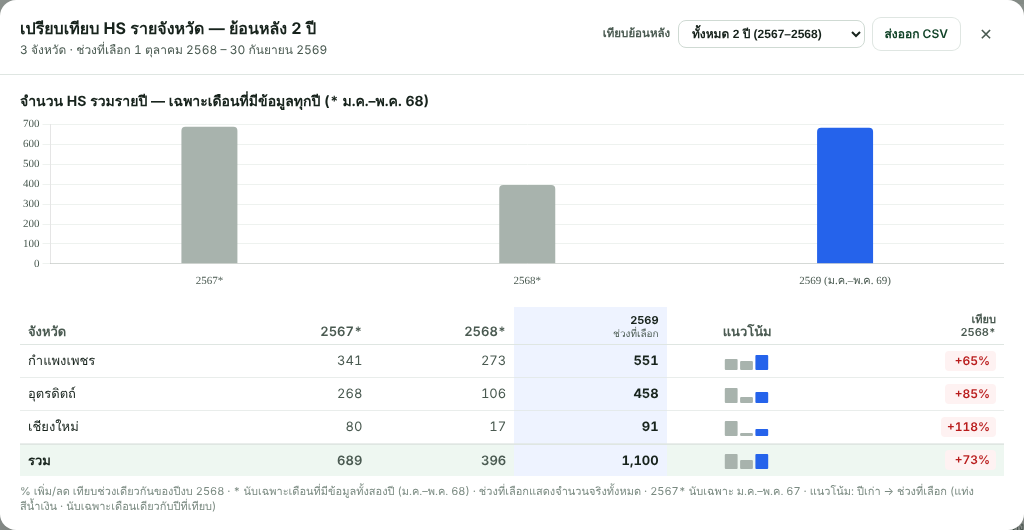 เปรียบเทียบ HS รายจังหวัด — ย้อนหลัง 2 ปี
3 จังหวัด · ช่วงที่เลือก 1 ตุลาคม 2568 – 30 กันยายน 2569
เทียบย้อนหลัง
ทั้งหมด 2 ปี (2567–2568)
ส่งออก CSV
✕
จำนวน HS รวมรายปี — เฉพาะเดือนที่มีข้อมูลทุกปี (* ม.ค.–พ.ค. 68)
700
600
500
400
300
200
100
0
2567* 2568* 2569 (ม.ค.–พ.ค. 69)
จังหวัด 2567* 2568* 2569 ช่วงที่เลือก แนวโน้ม เทียบ 2568*
กำแพงเพชร 341 273 551 +65%
อุตรดิตถ์ 268 106 458 +85%
เชียงใหม่ 80 17 91 +118%
รวม 689 396 1,100 +73%
% เพิ่ม/ลด เทียบช่วงเดียวกันของปีงบ 2568 · * นับเฉพาะเดือนที่มีข้อมูลทั้งสองปี (ม.ค.–พ.ค. 68) · ช่วงที่เลือกแสดงจำนวนจริงทั้งหมด · 2567* นับเฉพาะ ม.ค.–พ.ค. 67 · แนวโน้ม: ปีเก่า → ช่วงที่เลือก (แท่ง
สีน้ำเงิน · นับเฉพาะเดือนเดียวกับปีที่เทียบ)